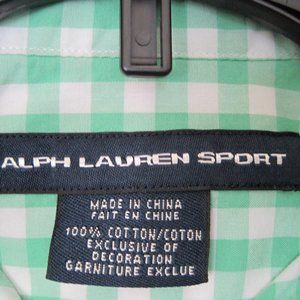 ALPH LAUREN SPORT
MADE IN CHINA
FAIT EN CHINE
100% COTTON/COTON
EXCLUSIVE OF
DECORATION
GARNITURE EXCLUE